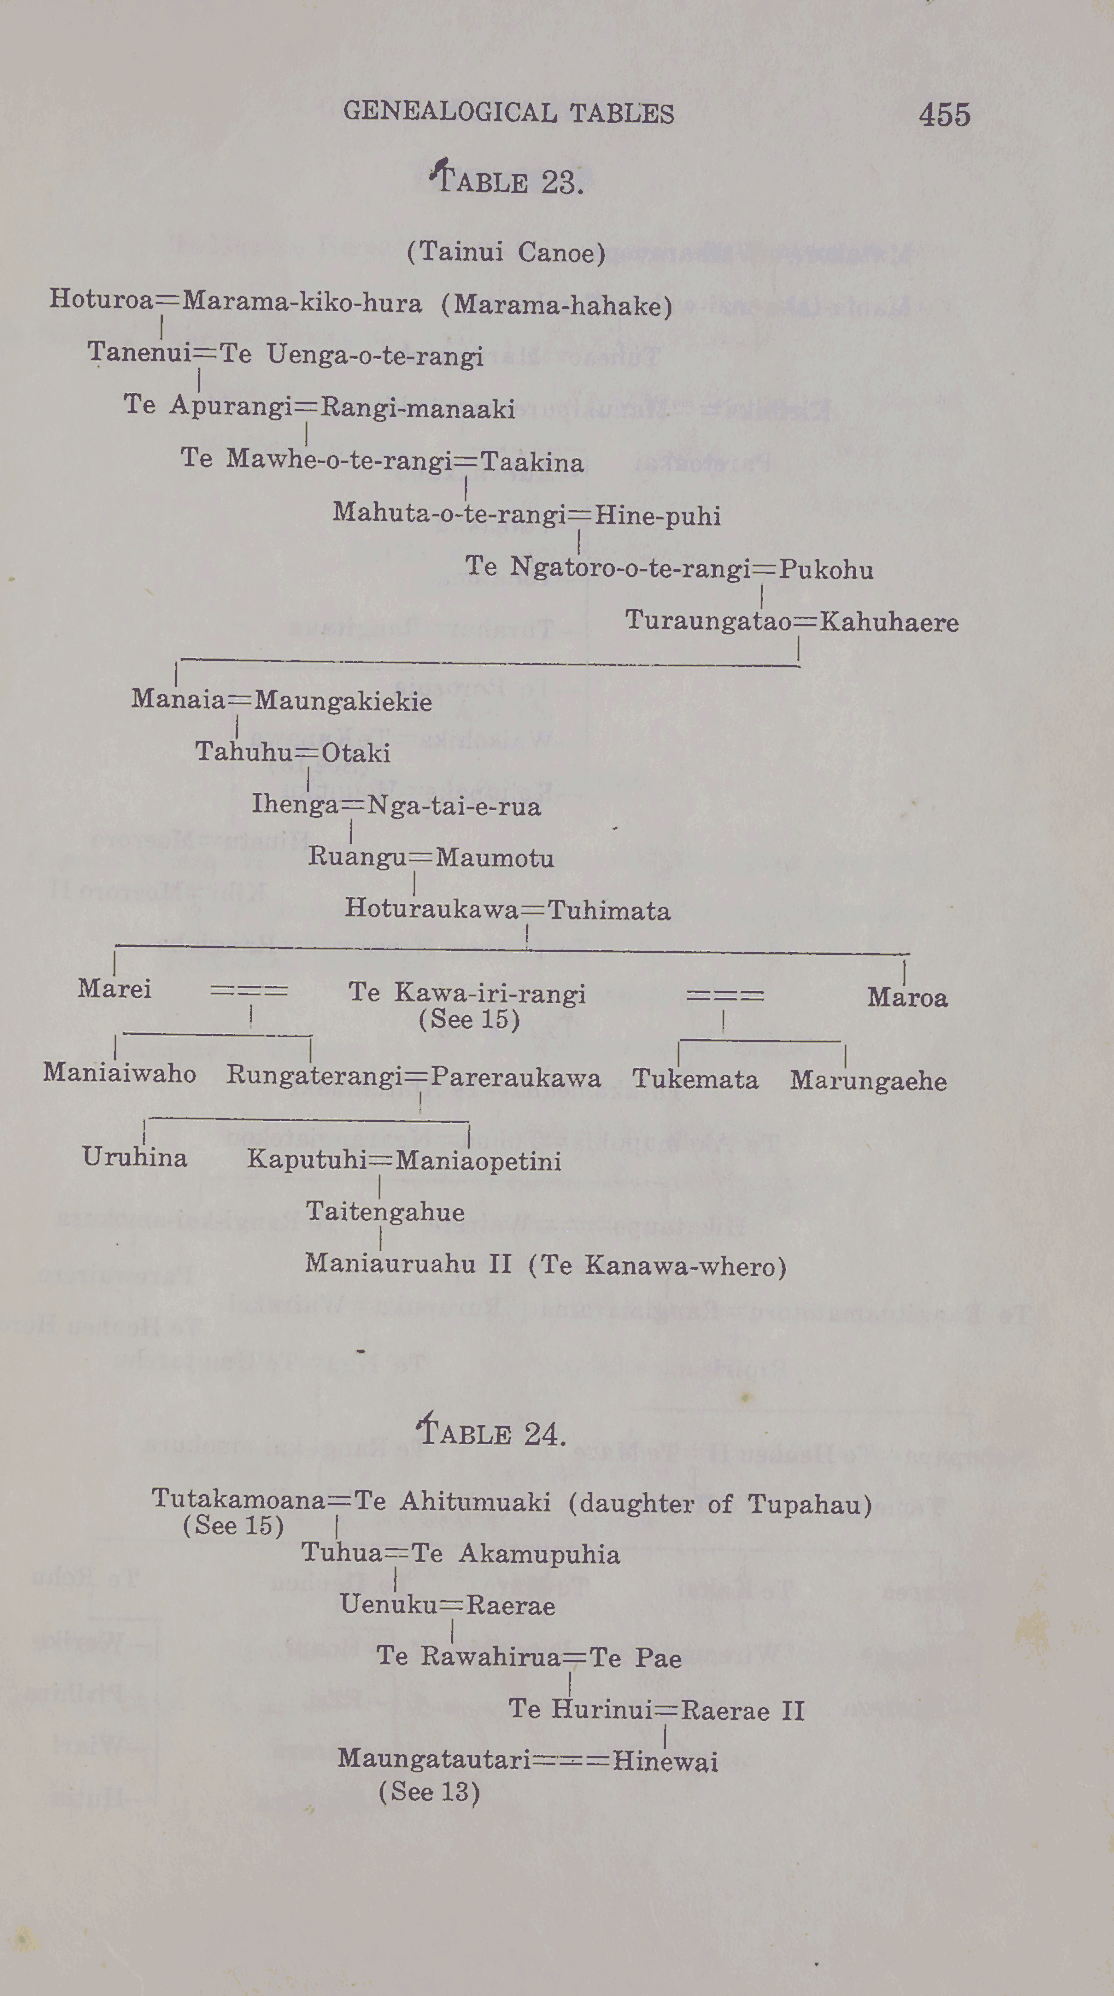 GENEALOGICAL TABLES 455
TABLE 23.
(Tainui Canoe)
Hoturoa=Marama-kiko-hura (Marama-hahake)
Tanenui=Te Uenga-o-te-rangi
Te Apurangi=Rangi-manaaki
Te Mawhe-o-te-rangi=Taakina
Mahuta-o-te-rangi=Hine-puhi
Te Ngatoro-o-te-rangi=Pukohu
Turaungatao=Kahuhaere
Manaia=Maungakiekie
Tahuhu=Otaki
Ihenga=Nga-tai-e-rua
Ruangu=Maumotu
Hoturaukawa=Tuhimata
Marei === Te Kawa-iri-rangi === Maroa
(See 15)
Maniaiwaho Rungaterangi=Pareraukawa Tukemata Marungaehe
Uruhina Kaputuhi=Maniaopetini
Taitengahue
Maniauruahu II (Te Kanawa-whero)
TABLE 24.
Tutakamoana=Te Ahitumuaki (daughter of Tupahau)
(See 15)
Tuhua=Te Akamupuhia
Uenuku=Raerae
Te Rawahirua=Te Pae
Te Hurinui=Raerae II
Maungatautari===Hinewai
(See 13)